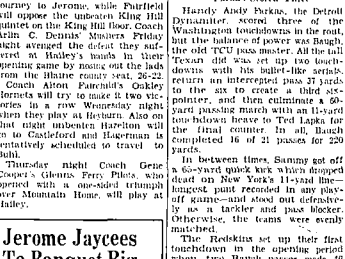 ourney to Jerome, while Fairfield
will oppose the unbeaten King Hill
quintet on the King Hill floor. Coach
Arlin C. Dennis' Mushers Friday
night avenged the defeat they suf-
fered at Hailey's hands in their
opening game by nosing out the lads
from the Blaine county seat, 26-22.
Coach Alton Fairchild's Oakley
Hornets will try to make it two vic-
tories in a row Wednesday night
when they play at Heyburn. Also on
that night unbeaten Hazelton will
go to Castleford and Hagerman is
tentatively scheduled to travel to
Buhl.
Thursday night Coach Gene
Cooper's Glenns Ferry Pilots, who
opened with a one-sided triumph
over Mountain Home, will play at
Hailey.
Jerome Jaycees
To Banquet Big
Handy Andy Farkas, the Detroit
Dynamiter, scored three of the
Washington touchdowns in the rout,
but the balance of power was Baugh,
the old TCU pass master. All the tall
Texan did was set up two touch-
downs with his bullet-like aerials,
return an intercepted pass 37 yards
to the six to create a third six-
pointer, and then culminate a 60-
yard passing march with an 11-yard
touchdown heave to Ted Lapka for
the final counter. In all, Baugh
completed 16 of 21 passes for 220
yards.
In between times, Sammy got off
a 65-yard quick kick which dropped
dead on New York's 11-yard line—
longest punt recorded in any play-
off game—and stood out defensive-
ly as a tackler and pass blocker.
Otherwise, the teams were evenly
matched.
The Redskins set up their first
touchdown in the opening period
when two Baugh passes made 46